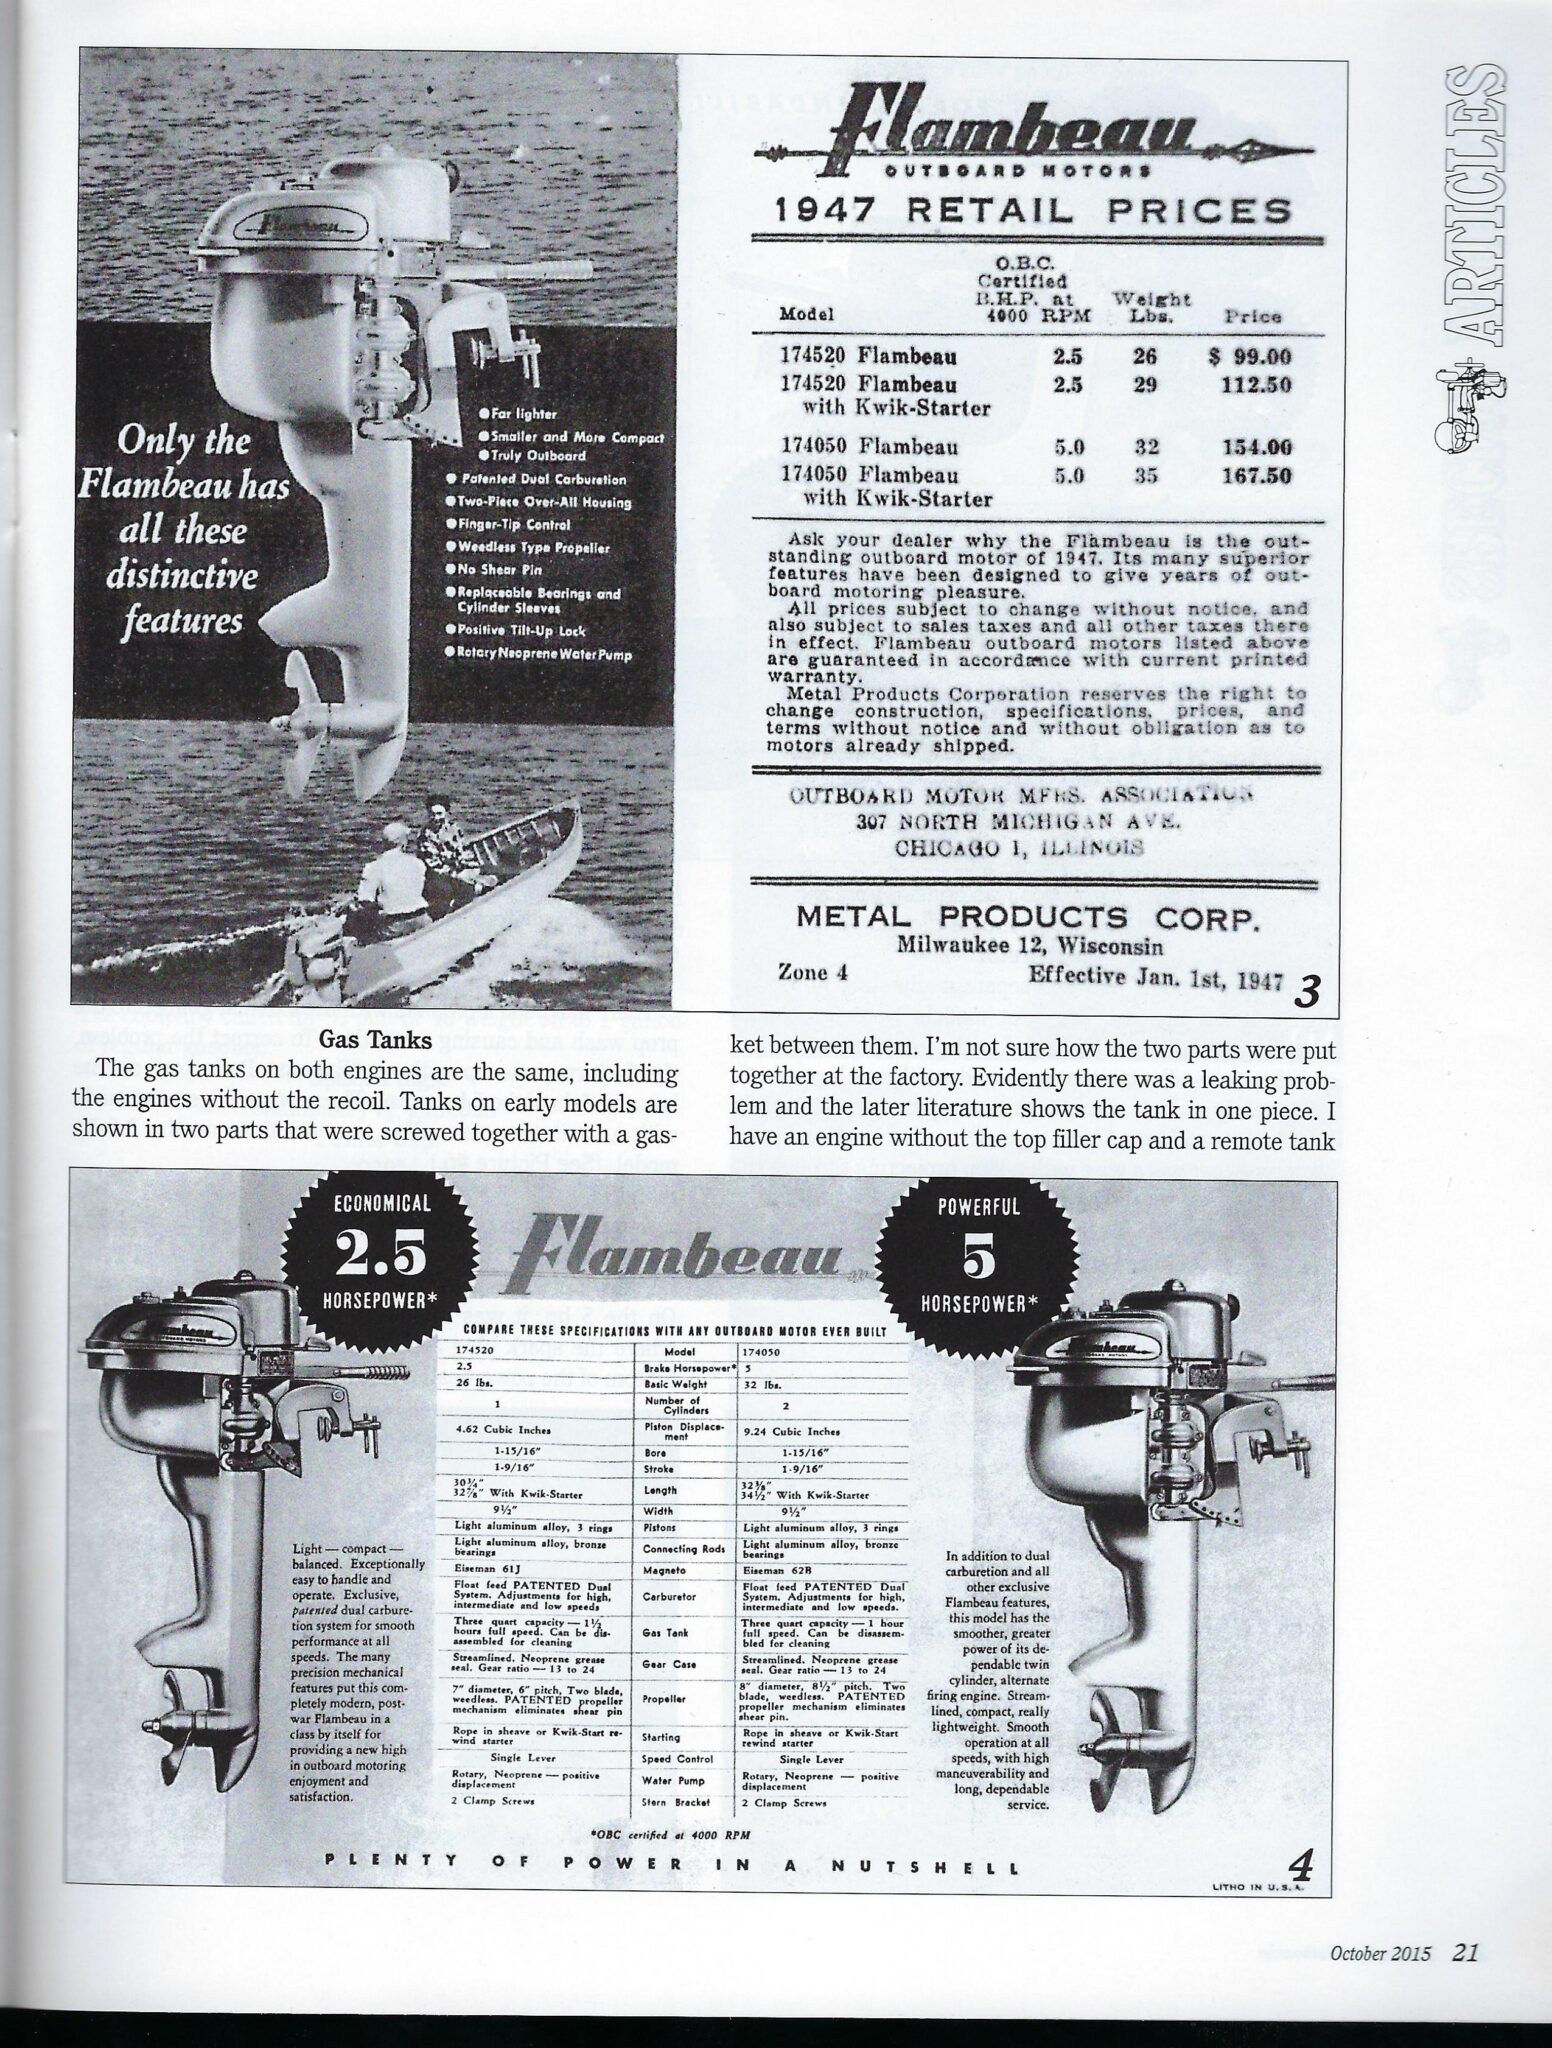 ARTICLES
Flambeau
Only the
Flambeau has
all these
distinctive
features
●Far lighter
●Smaller and More Compact
●Truly Outboard
●Patented Dual Carburetion
●Two-Piece Over-All Housing
●Finger-Tip Control
●Weedless Type Propeller
●No Shear Pin
●Replaceable Bearings and
Cylinder Sleeves
●Positive Tilt-Up Lock
●Rotary Neoprene Water Pump
Flambeau
OUTBOARD MOTORS
1947 RETAIL PRICES
O.B.C.
Certified
B.H.P. at Weight
Model 4000 RPM Lbs. Price
174520 Flambeau 2.5 26 $ 99.00
174520 Flambeau 2.5 29 112.50
with Kwik-Starter
174050 Flambeau 5.0 32 154.00
174050 Flambeau 5.0 35 167.50
with Kwik-Starter
Ask your dealer why the Flambeau is the out-
standing outboard motor of 1947. Its many superior
features have been designed to give years of out-
board motoring pleasure.
All prices subject to change without notice, and
also subject to sales taxes and all other taxes there
in effect. Flambeau outboard motors listed above
are guaranteed in accordance with current printed
warranty.
Metal Products Corporation reserves the right to
change construction, specifications, prices, and
terms without notice and without obligation as to
motors already shipped.
OUTBOARD MOTOR MFRS. ASSOCIATION
307 NORTH MICHIGAN AVE.
CHICAGO 1, ILLINOIS
METAL PRODUCTS CORP.
Milwaukee 12, Wisconsin
Zone 4 Effective Jan. 1st, 1947
3
Gas Tanks
The gas tanks on both engines are the same, including
the engines without the recoil. Tanks on early models are
shown in two parts that were screwed together with a gas-
ket between them. I'm not sure how the two parts were put
together at the factory. Evidently there was a leaking prob-
lem and the later literature shows the tank in one piece. I
have an engine without the top filler cap and a remote tank
ECONOMICAL
2.5
HORSEPOWER*
Flambeau
POWERFUL
5
HORSEPOWER*
Flambeau
OUTBOARD MOTORS
Flambeau
OUTBOARD MOTORS
COMPARE THESE SPECIFICATIONS WITH ANY OUTBOARD MOTOR EVER BUILT
174520 Model 174050
2.5 Brake Horsepower* 5
26 lbs. Basic Weight 32 lbs.
1 Number of Cylinders 2
4.62 Cubic Inches Piston Displace-ment 9.24 Cubic Inches
1-15/16" Bore 1-15/16"
1-9/16" Stroke 1-9/16"
30¾" Length 32⅜"
32⅞" With Kwik-Starter 34½" With Kwik-Starter
9½" Width 9½"
Light aluminum alloy, 3 rings Pistons Light aluminum alloy, 3 rings
Light aluminum alloy, bronze Connecting Rods Light aluminum alloy, bronze
bearings bearings
Eiseman 61J Magneto Eiseman 62B
Float feed PATENTED Dual Float feed PATENTED Dual
System. Adjustments for high, Carburetor System. Adjustments for high,
intermediate and low speeds intermediate and low speeds.
Three quart capacity — 1½ Three quart capacity — 1 hour
hours full speed. Can be dis- Gas Tank full speed. Can be disassem-
assembled for cleaning bled for cleaning
Streamlined. Neoprene grease Gear Case Streamlined. Neoprene grease
seal. Gear ratio — 13 to 24 seal. Gear ratio — 13 to 24
7" diameter, 6" pitch, Two blade, 8" diameter, 8½" pitch. Two
weedless. PATENTED propeller Propeller blade, weedless. PATENTED
mechanism eliminates shear pin propeller mechanism eliminates
shear pin.
Rope in sheave or Kwik-Start re- Starting Rope in sheave or Kwik-Start
wind starter rewind starter
Single Lever Speed Control Single Lever
Rotary, Neoprene — positive Water Pump Rotary, Neoprene — positive
displacement displacement
2 Clamp Screws Stern Bracket 2 Clamp Screws
Light — compact —
balanced. Exceptionally
easy to handle and
operate. Exclusive,
patented dual carbure-
tion system for smooth
performance at all
speeds. The many
precision mechanical
features put this com-
pletely modern, post-
war Flambeau in a
class by itself for
providing a new high
in outboard motoring
enjoyment and
satisfaction.
In addition to dual
carburetion and all
other exclusive
Flambeau features,
this model has the
smoother, greater
power of its de-
pendable twin
cylinder, alternate
firing engine. Stream-
lined, compact, really
lightweight. Smooth
operation at all
speeds, with high
maneuverability and
long, dependable
service.
*OBC certified at 4000 RPM
PLENTY OF POWER IN A NUTSHELL
4
LITHO IN U.S.A.
October 2015 21